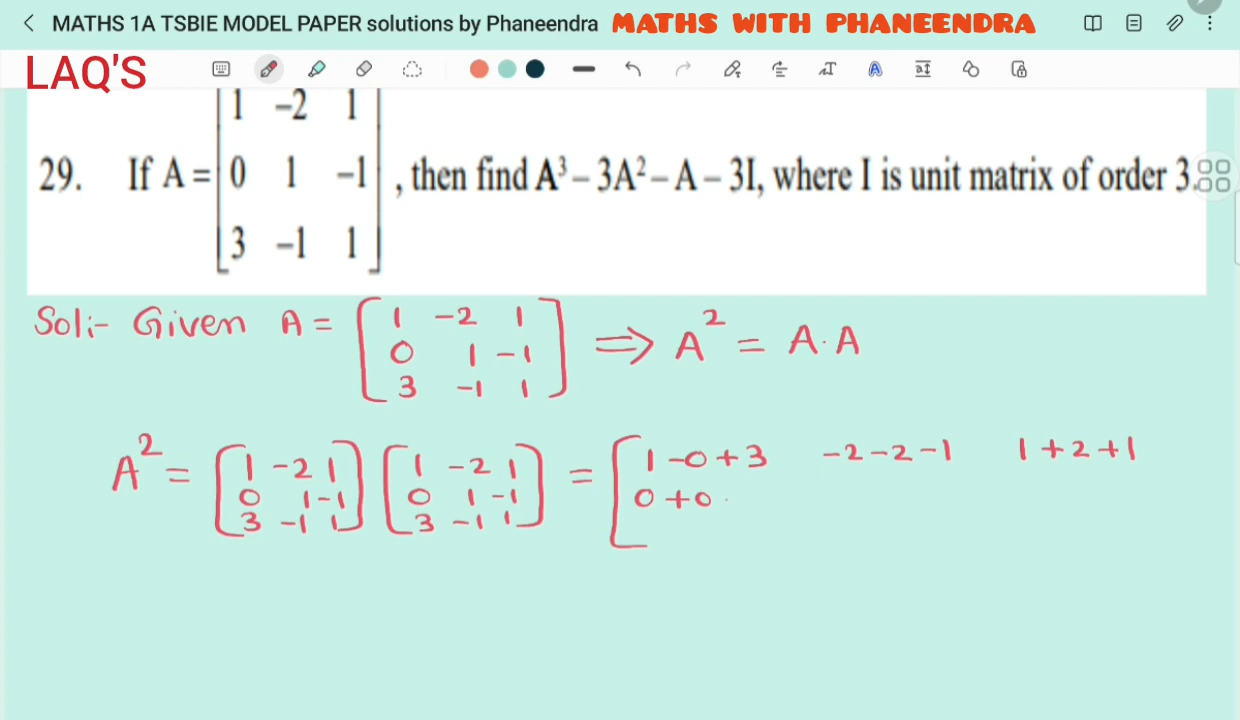 MATHS 1A TSBIE MODEL PAPER solutions by Phaneendra MATHS WITH PHANEENDRA
LAQ'S
1 -2 1
29. If A = 0 1 -1 , then find A³ – 3A² – A – 3I, where I is unit matrix of order 3.
3 -1 1
Sol:- Given A = [1 -2 1 ⟹ A² = A.A
0 1 -1
3 -1 1]
A² = [1 -2 1] [1 -2 1] = [1-0+3 -2-2-1 1+2+1
0 1 -1 0 1 -1 0+0
3 -1 1 3 -1 1